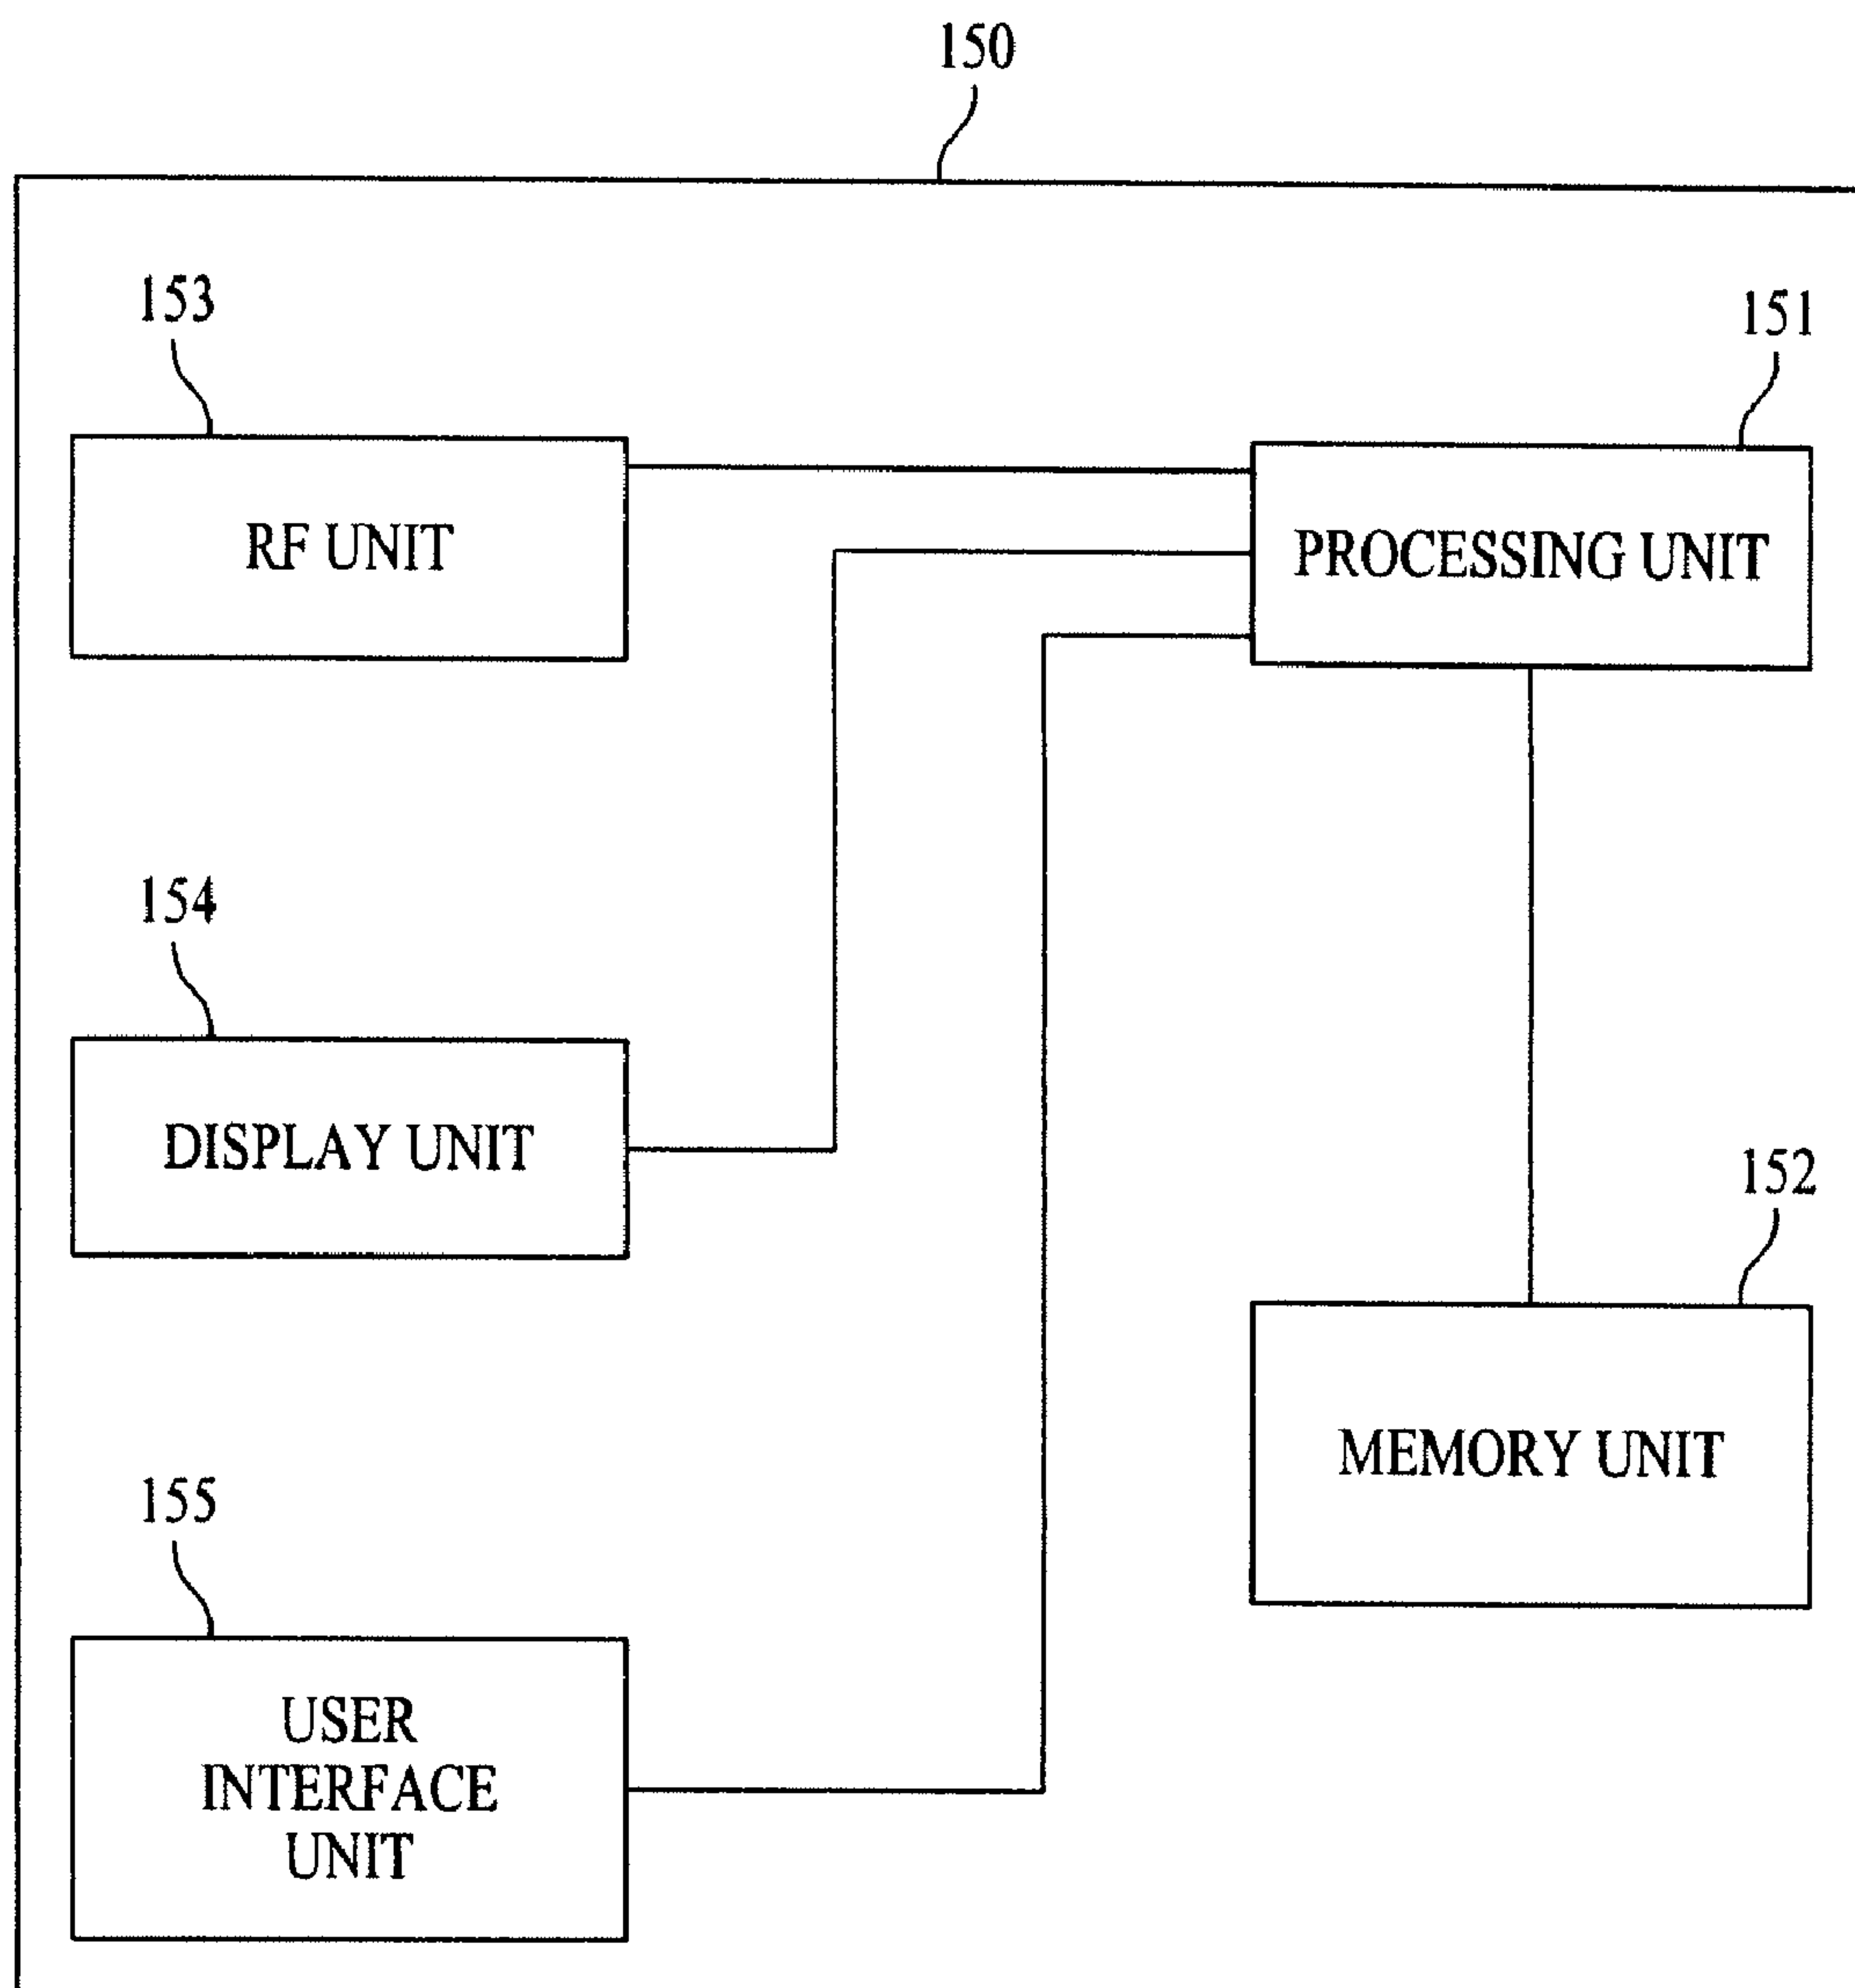 150
153
151
RF UNIT
PROCESSING UNIT
154
DISPLAY UNIT
152
MEMORY UNIT
155
USER
INTERFACE
UNIT